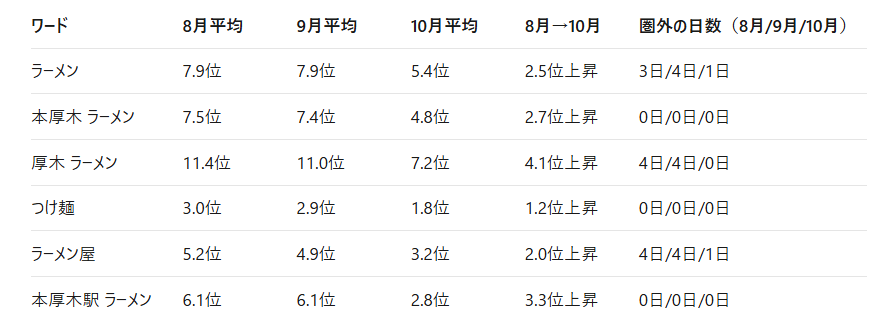 ワード 8月平均 9月平均 10月平均 8月→10月 圏外の日数（8月/9月/10月）
ラーメン 7.9位 7.9位 5.4位 2.5位上昇 3日/4日/1日
本厚木 ラーメン 7.5位 7.4位 4.8位 2.7位上昇 0日/0日/0日
厚木 ラーメン 11.4位 11.0位 7.2位 4.1位上昇 4日/4日/0日
つけ麺 3.0位 2.9位 1.8位 1.2位上昇 0日/0日/0日
ラーメン屋 5.2位 4.9位 3.2位 2.0位上昇 4日/4日/1日
本厚木駅 ラーメン 6.1位 6.1位 2.8位 3.3位上昇 0日/0日/0日